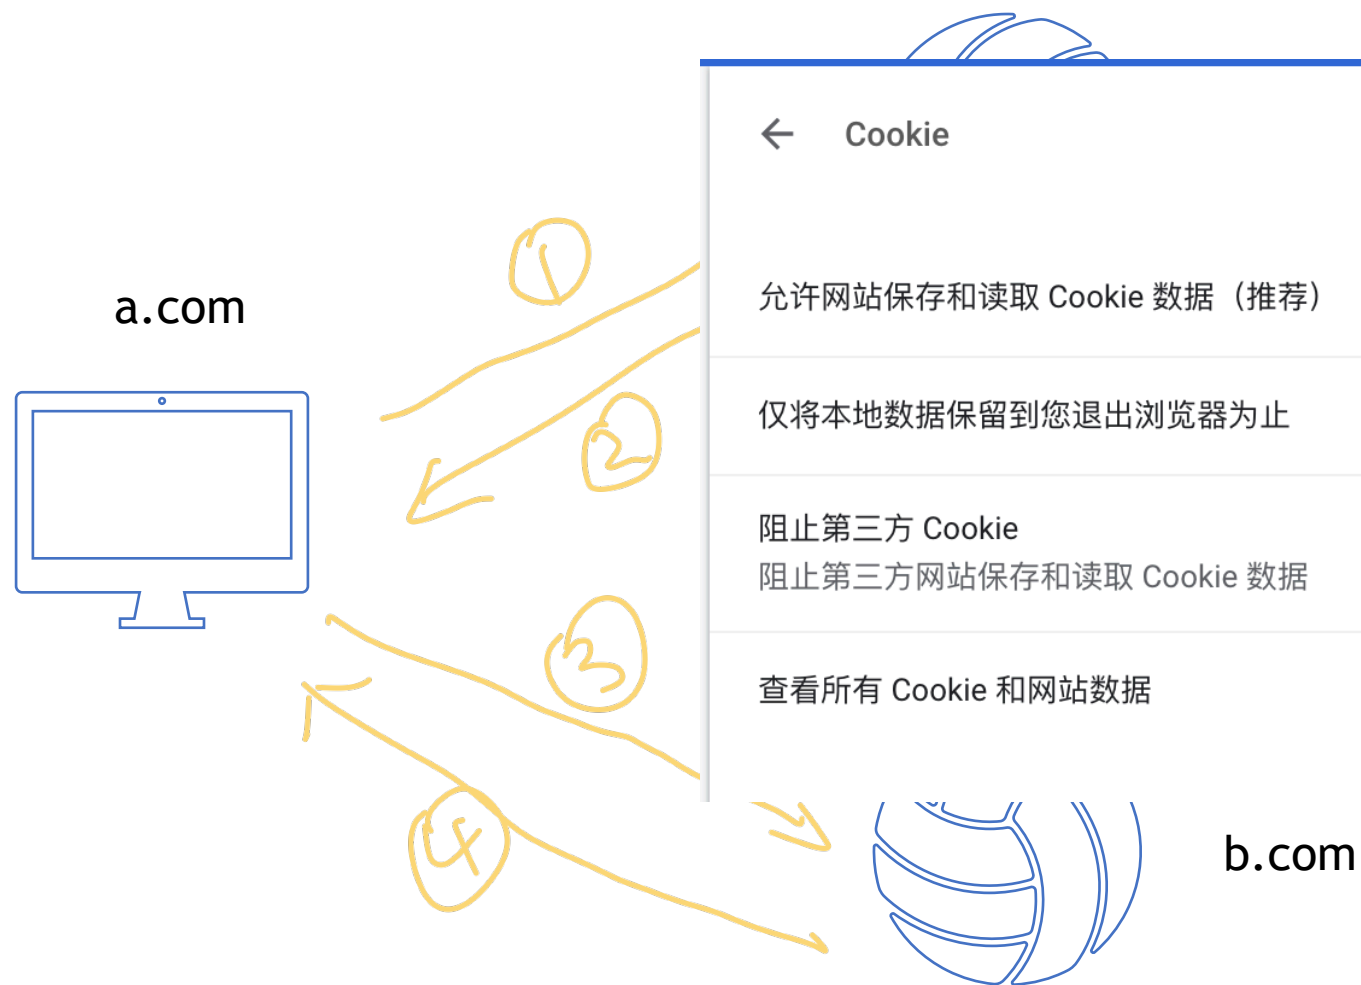 Cookie
①
a.com
允许网站保存和读取 Cookie 数据（推荐）
仅将本地数据保留到您退出浏览器为止
②
阻止第三方 Cookie
阻止第三方网站保存和读取 Cookie 数据
③
查看所有 Cookie 和网站数据
④
b.com